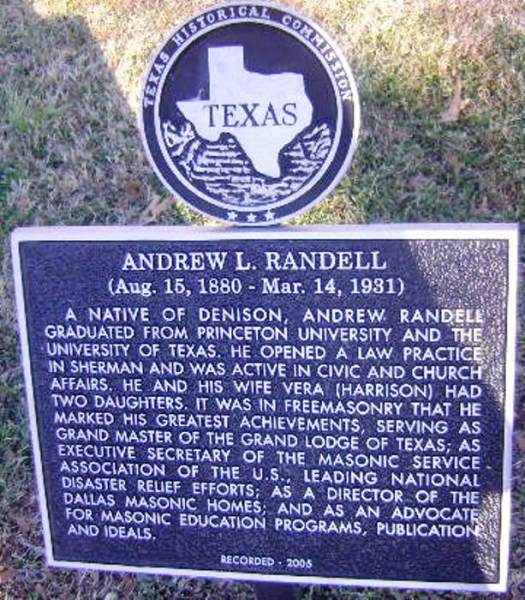 TEXAS HISTORICAL COMMISSION
TEXAS
ANDREW L. RANDELL
(Aug. 15, 1880 - Mar. 14, 1931)
A NATIVE OF DENISON, ANDREW RANDELL
GRADUATED FROM PRINCETON UNIVERSITY AND THE
UNIVERSITY OF TEXAS. HE OPENED A LAW PRACTICE
IN SHERMAN AND WAS ACTIVE IN CIVIC AND CHURCH
AFFAIRS. HE AND HIS WIFE VERA (HARRISON) HAD
TWO DAUGHTERS. IT WAS IN FREEMASONRY THAT HE
MARKED HIS GREATEST ACHIEVEMENTS, SERVING AS
GRAND MASTER OF THE GRAND LODGE OF TEXAS; AS
EXECUTIVE SECRETARY OF THE MASONIC SERVICE
ASSOCIATION OF THE U.S., LEADING NATIONAL
DISASTER RELIEF EFFORTS; AS A DIRECTOR OF THE
DALLAS MASONIC HOMES; AND AS AN ADVOCATE
FOR MASONIC EDUCATION PROGRAMS, PUBLICATION
AND IDEALS.
RECORDED - 2005